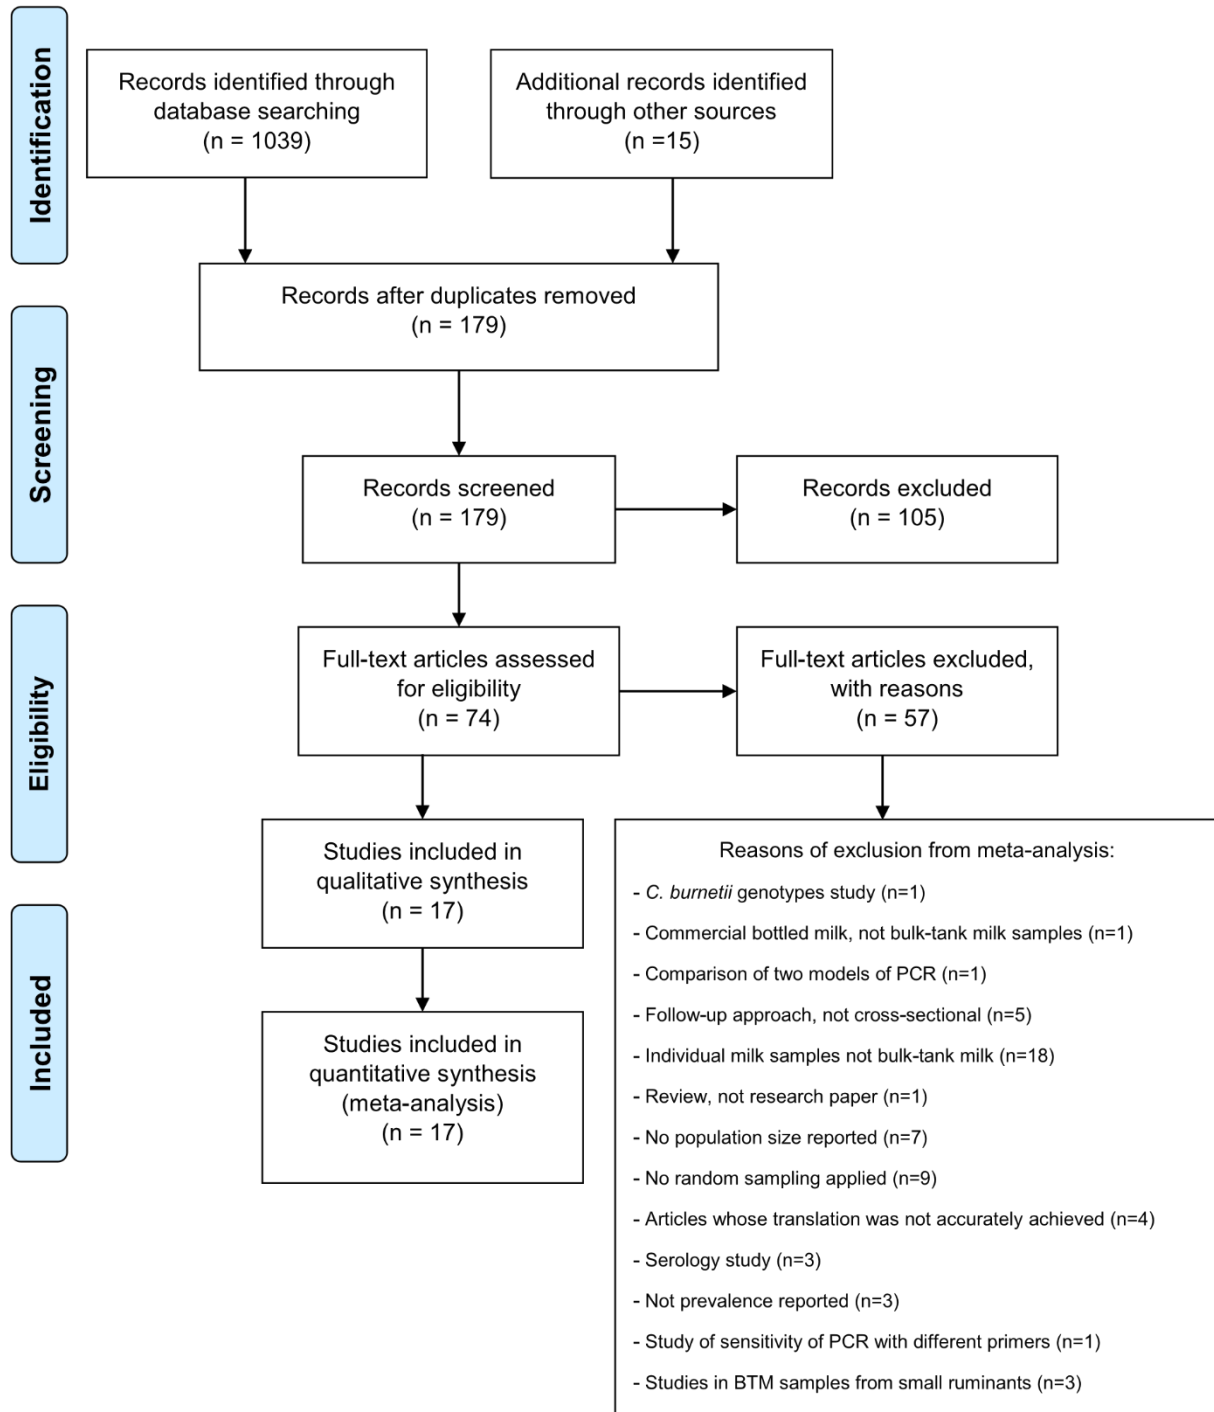 Identification
Records identified through
database searching
(n = 1039)
Additional records identified
through other sources
(n =15)
Records after duplicates removed
(n = 179)
Screening
Records screened
(n = 179)
Records excluded
(n = 105)
Eligibility
Full-text articles assessed
for eligibility
(n = 74)
Full-text articles excluded,
with reasons
(n = 57)
Studies included in
qualitative synthesis
(n = 17)
Included
Studies included in
quantitative synthesis
(meta-analysis)
(n = 17)
Reasons of exclusion from meta-analysis:
- C. burnetii genotypes study (n=1)
- Commercial bottled milk, not bulk-tank milk samples (n=1)
- Comparison of two models of PCR (n=1)
- Follow-up approach, not cross-sectional (n=5)
- Individual milk samples not bulk-tank milk (n=18)
- Review, not research paper (n=1)
- No population size reported (n=7)
- No random sampling applied (n=9)
- Articles whose translation was not accurately achieved (n=4)
- Serology study (n=3)
- Not prevalence reported (n=3)
- Study of sensitivity of PCR with different primers (n=1)
- Studies in BTM samples from small ruminants (n=3)